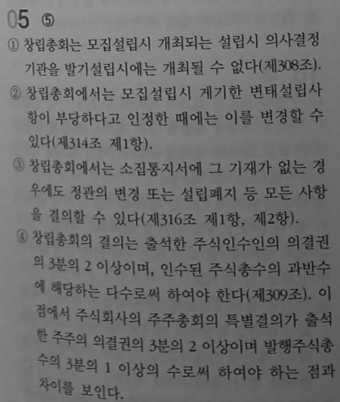 05 ⑤
① 창립총회는 모집설립시 개최되는 설립시 의사결정
기관을 발기설립시에는 개최될 수 없다(제308조).
② 창립총회에서는 모집설립시 게기한 변태설립사
항이 부당하다고 인정한 때에는 이를 변경할 수
있다(제314조 제1항).
③ 창립총회에서는 소집통지서에 그 기재가 없는 경
우에도 정관의 변경 또는 설립폐지 등 모든 사항
을 결의할 수 있다(제316조 제1항, 제2항).
④ 창립총회의 결의는 출석한 주식인수인의 의결권
의 3분의 2 이상이며, 인수된 주식총수의 과반수
에 해당하는 다수로써 하여야 한다(제309조). 이
점에서 주식회사의 주주총회의 특별결의가 출석
한 주주의 의결권의 3분의 2 이상이며 발행주식총
수의 3분의 1 이상의 수로써 하여야 하는 점과
차이를 보인다.